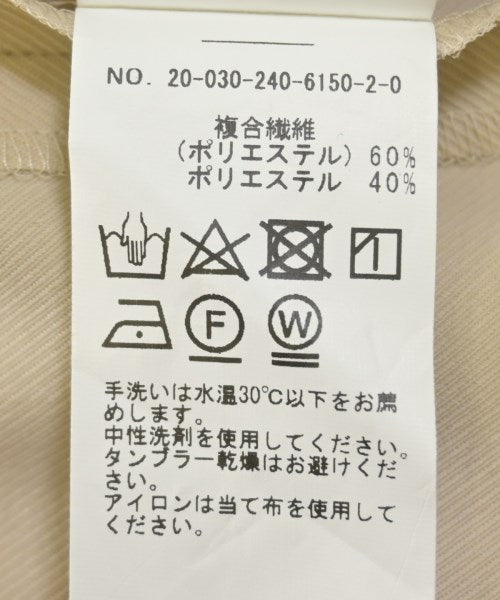 NO. 20-030-240-6150-2-0
複合繊維
(ポリエステル) 60%
ポリエステル 40%
F
W
手洗いは水温30℃以下をお薦
めします。
中性洗剤を使用してください。
タンブラー乾燥はお避けくだ
さい。
アイロンは当て布を使用して
ください。